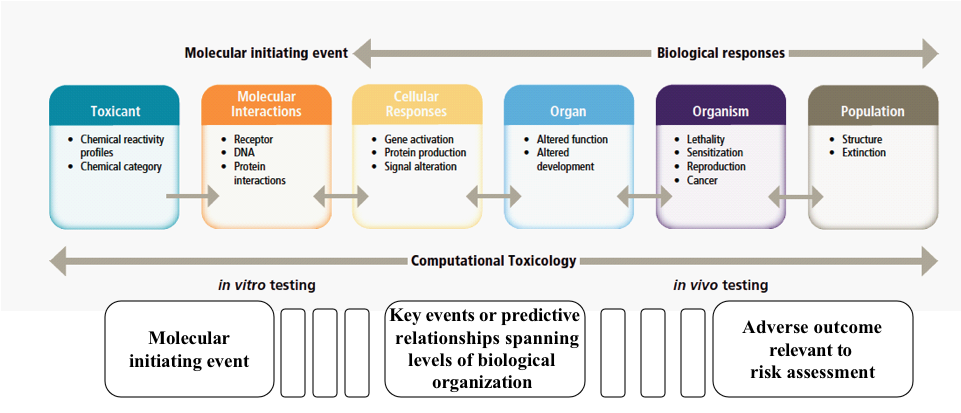 Molecular initiating event
Biological responses
Toxicant
• Chemical reactivity
profiles
• Chemical category
Molecular
Interactions
• Receptor
• DNA
• Protein
interactions
Cellular
Responses
• Gene activation
• Protein production
• Signal alteration
Organ
• Altered function
• Altered
development
Organism
• Lethality
• Sensitization
• Reproduction
• Cancer
Population
• Structure
• Extinction
Computational Toxicology
in vitro testing
in vivo testing
Molecular
initiating event
Key events or predictive
relationships spanning
levels of biological
organization
Adverse outcome
relevant to
risk assessment